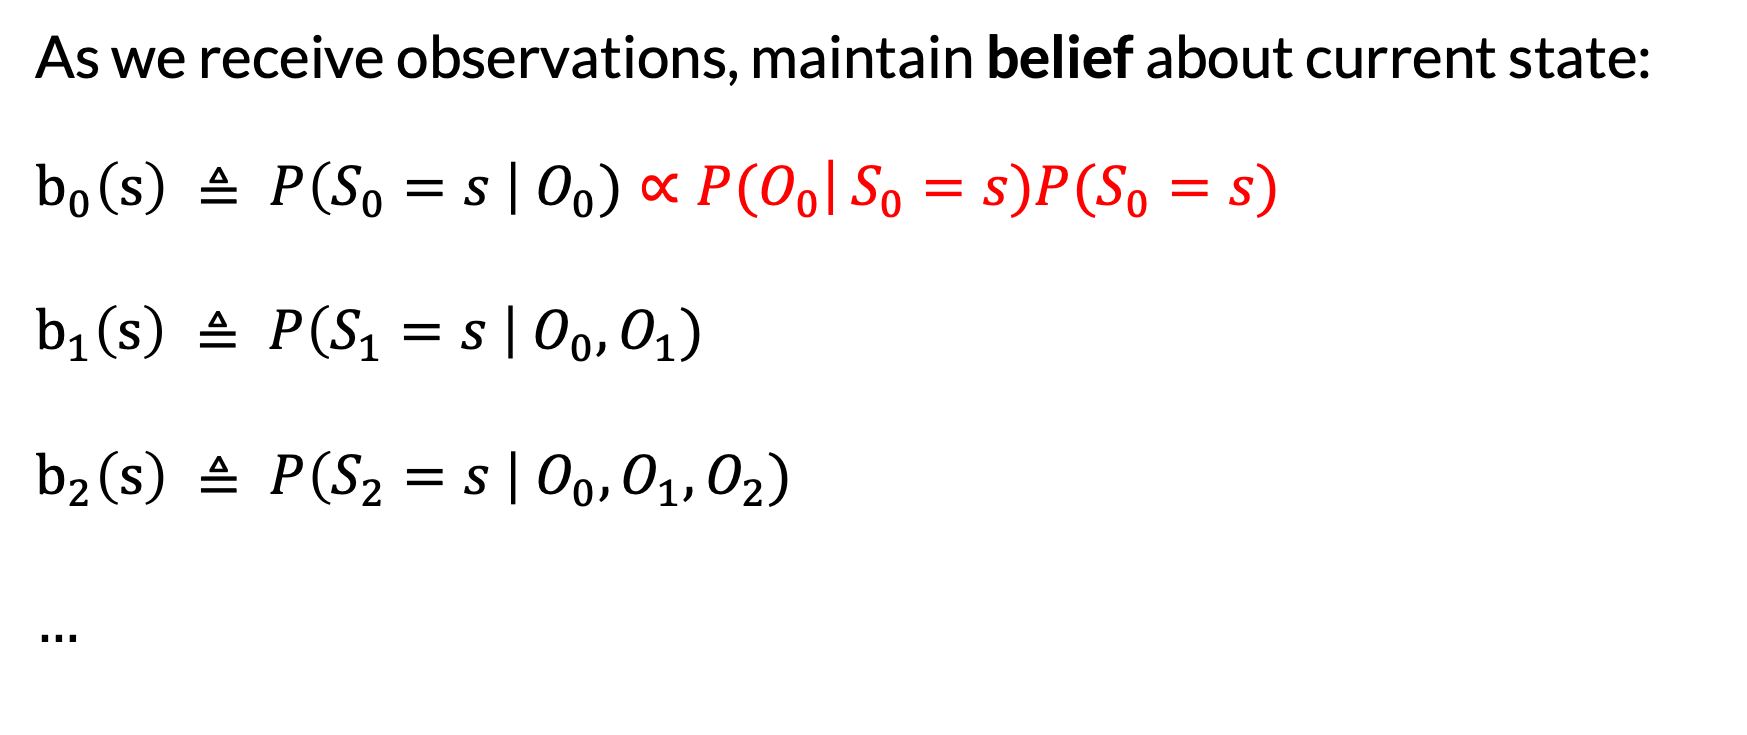 As we receive observations, maintain belief about current state:
b₀(s) ≜ P(S₀ = s | O₀) ∝ P(O₀| S₀ = s)P(S₀ = s)
b₁(s) ≜ P(S₁ = s | O₀, O₁)
b₂(s) ≜ P(S₂ = s | O₀, O₁, O₂)
...